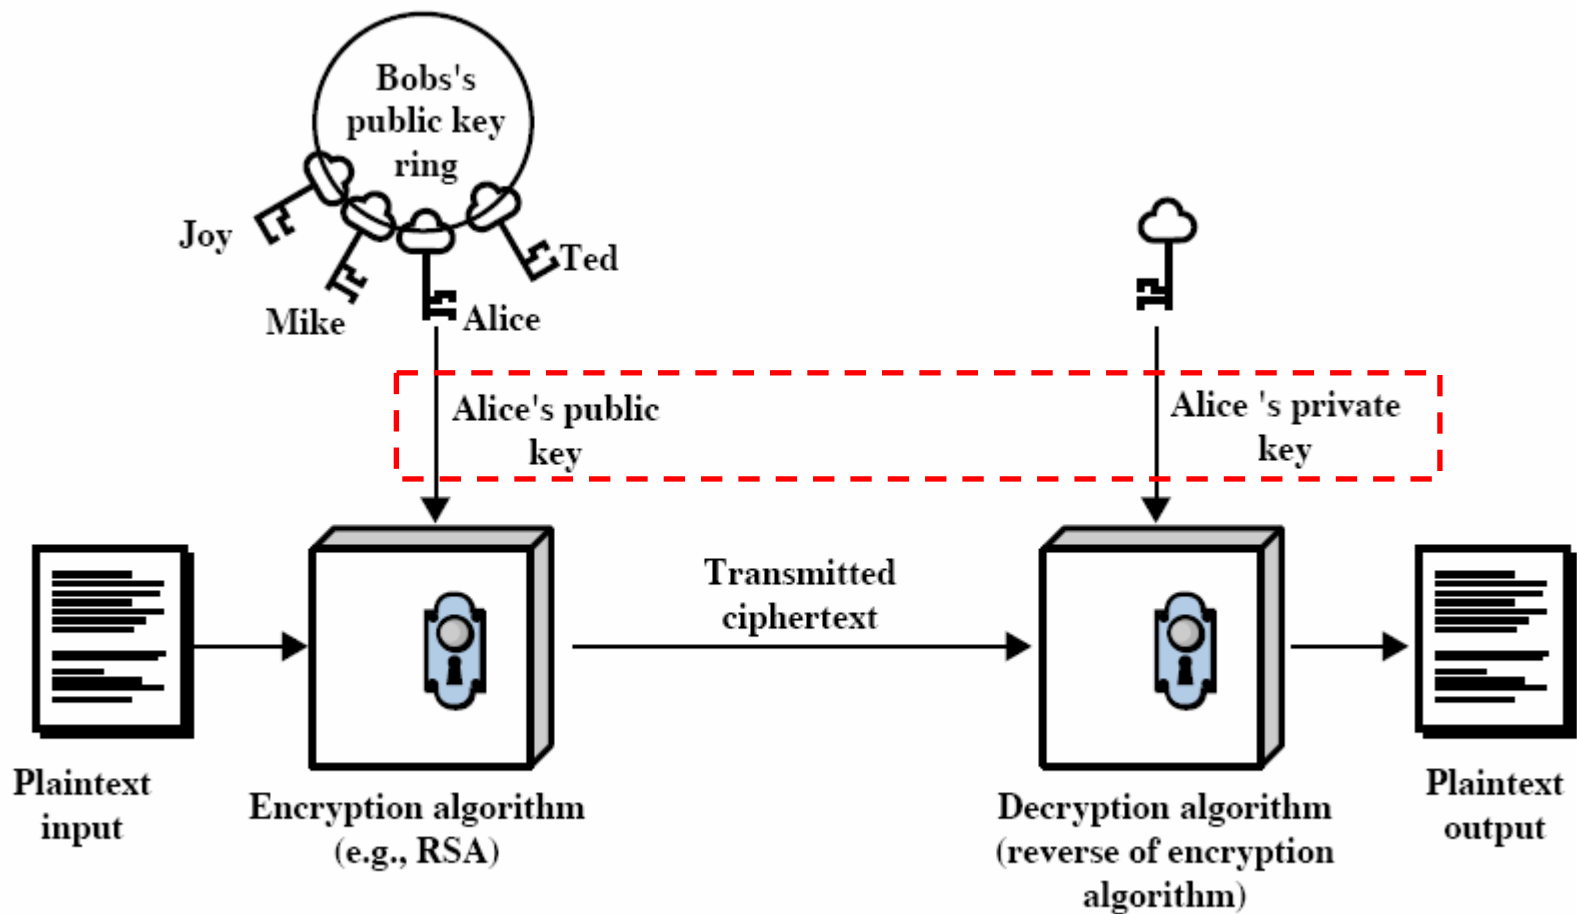 Bobs's
public key
ring
Joy
Ted
Mike
Alice
Alice's public
key
Alice 's private
key
Transmitted
ciphertext
Plaintext
input
Encryption algorithm
(e.g., RSA)
Decryption algorithm
(reverse of encryption
algorithm)
Plaintext
output